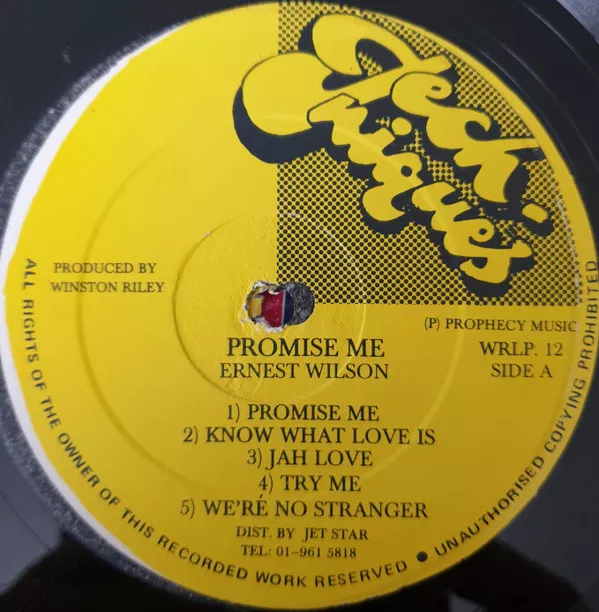 Tech-
niques
PRODUCED BY
WINSTON RILEY
(P) PROPHECY MUSIC
PROMISE ME
ERNEST WILSON
WRLP. 12
SIDE A
1) PROMISE ME
2) KNOW WHAT LOVE IS
3) JAH LOVE
4) TRY ME
5) WE'RÉ NO STRANGER
DIST. BY JET STAR
TEL: 01–961 5818
ALL RIGHTS OF THE OWNER OF THIS RECORDED WORK RESERVED ● UNAUTHORISED COPYING PROHIBITED